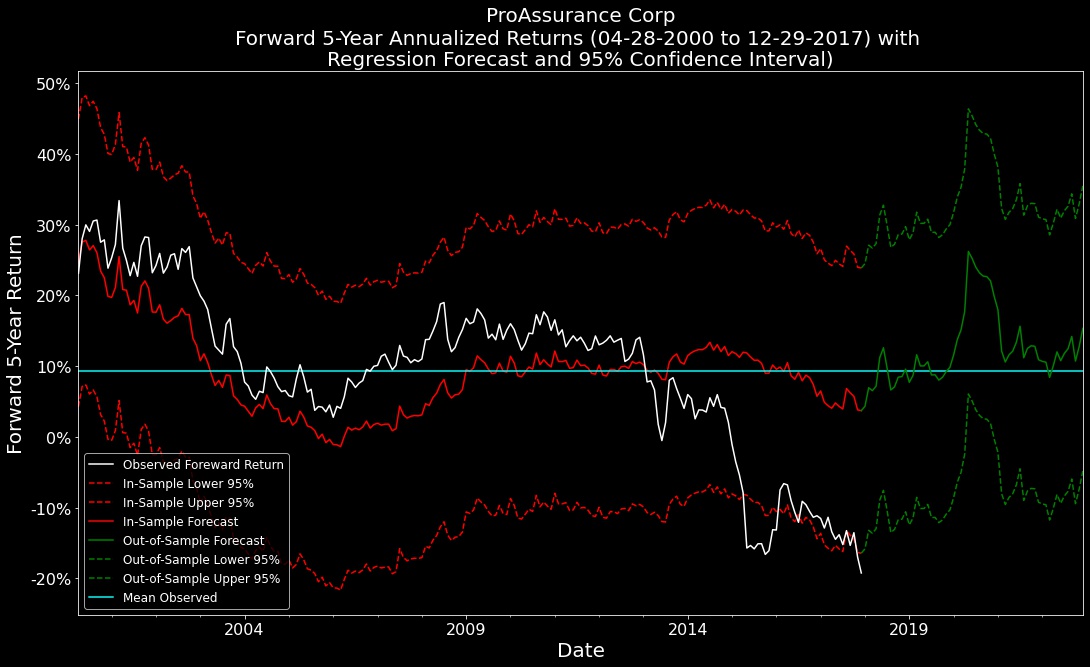 ProAssurance Corp
Forward 5-Year Annualized Returns (04-28-2000 to 12-29-2017) with
Regression Forecast and 95% Confidence Interval)
Forward 5-Year Return
50%
40%
30%
20%
10%
0%
-10%
-20%
Observed Foreward Return
In-Sample Lower 95%
In-Sample Upper 95%
In-Sample Forecast
Out-of-Sample Forecast
Out-of-Sample Lower 95%
Out-of-Sample Upper 95%
Mean Observed
2004
2009
2014
2019
Date